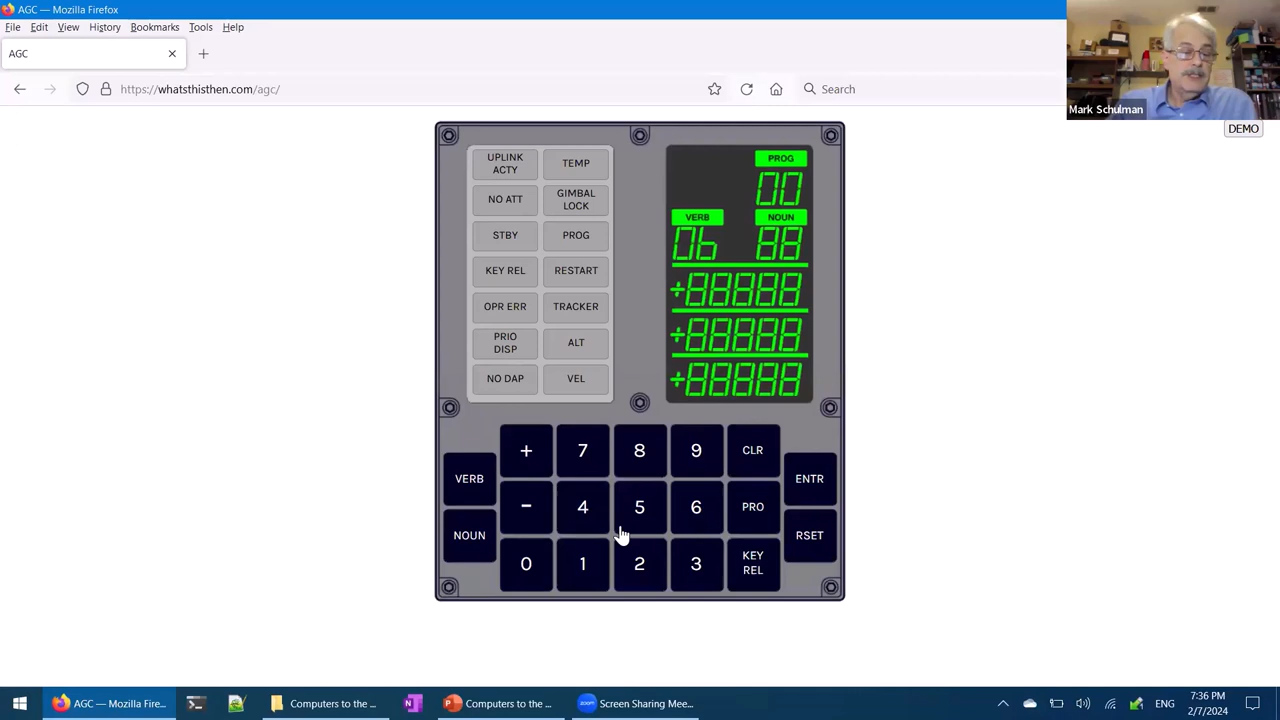 AGC — Mozilla Firefox
File Edit View History Bookmarks Tools Help
AGC
https://whatsthisthen.com/agc/
Search
Mark Schulman
DEMO
UPLINK
ACTY
TEMP
NO ATT
GIMBAL
LOCK
STBY
PROG
KEY REL
RESTART
OPR ERR
TRACKER
PRIO
DISP
ALT
NO DAP
VEL
PROG
00
VERB NOUN
06 88
+88888
+88888
+88888
+ 7 8 9 CLR
VERB
ENTR
- 4 5 6 PRO
NOUN
RSET
0 1 2 3 KEY
REL
AGC — Mozilla Fire...
Computers to the ...
Computers to the ...
zoom
Screen Sharing Mee...
ENG
7:36 PM
2/7/2024